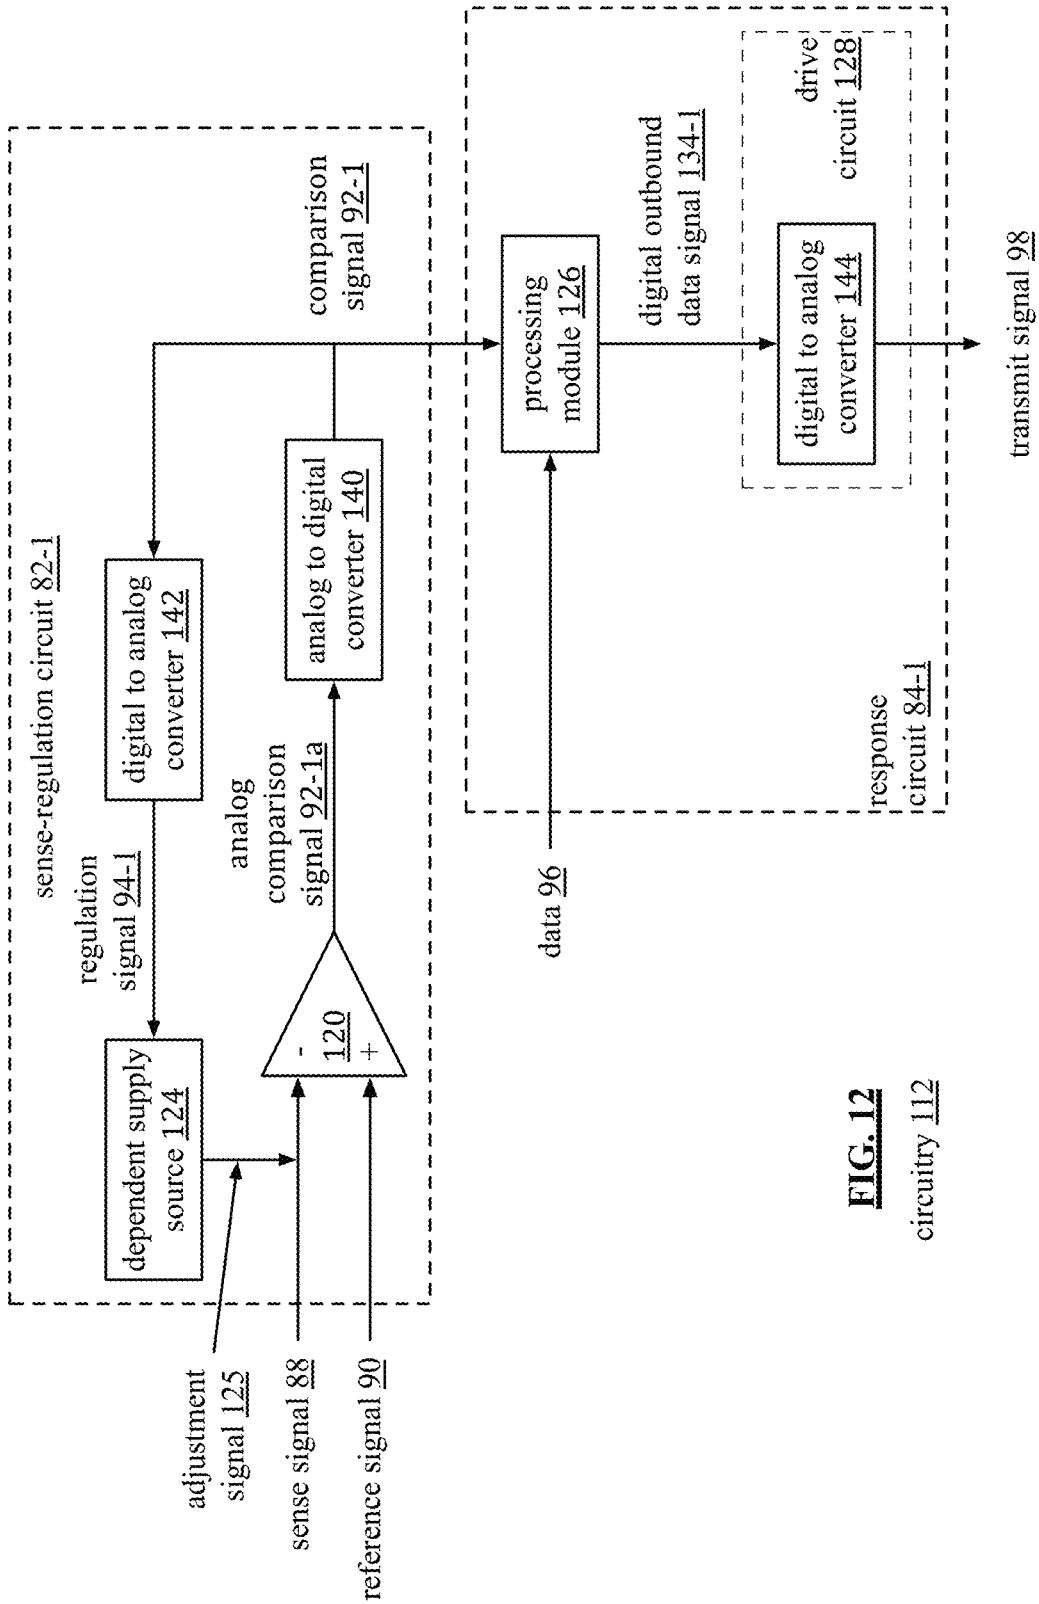 sense-regulation circuit 82-1
adjustment
signal 125
dependent supply
source 124
regulation
signal 94-1
digital to analog
converter 142
sense signal 88
reference signal 90
-
120
+
analog
comparison
signal 92-1a
analog to digital
converter 140
comparison
signal 92-1
data 96
processing
module 126
digital outbound
data signal 134-1
drive
circuit 128
digital to analog
converter 144
response
circuit 84-1
transmit signal 98
FIG. 12
circuitry 112